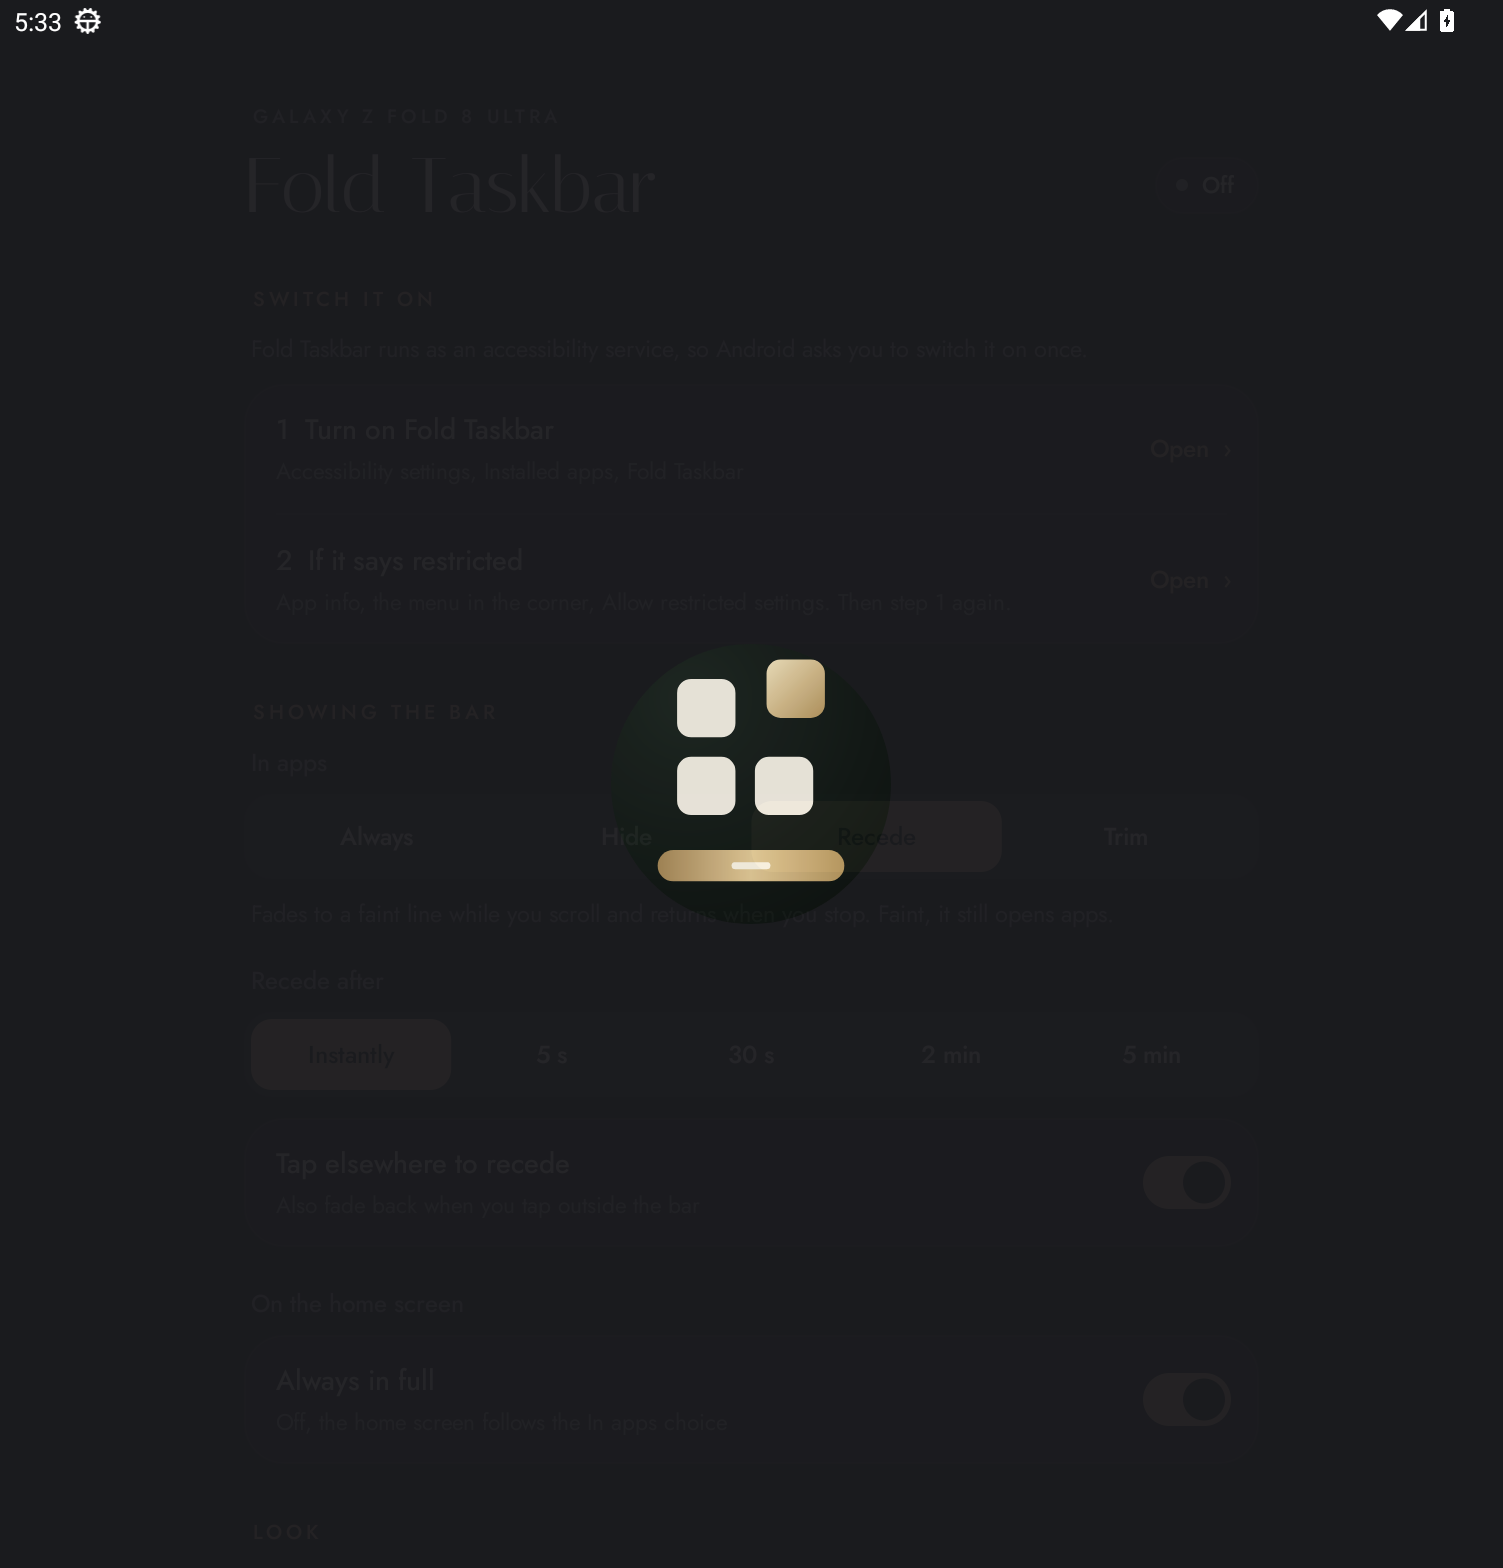 5:33
GALAXY Z FOLD 8 ULTRA
Fold Taskbar
Off
SWITCH IT ON
Fold Taskbar runs as an accessibility service, so Android asks you to switch it on once.
1 Turn on Fold Taskbar
Accessibility settings, Installed apps, Fold Taskbar
Open ›
2 If it says restricted
App info, the menu in the corner, Allow restricted settings. Then step 1 again.
Open ›
SHOWING THE BAR
In apps
Always Hide Recede Trim
Fades to a faint line while you scroll and returns when you stop. Faint, it still opens apps.
Recede after
Instantly 5 s 30 s 2 min 5 min
Tap elsewhere to recede
Also fade back when you tap outside the bar
On the home screen
Always in full
Off, the home screen follows the In apps choice
LOOK